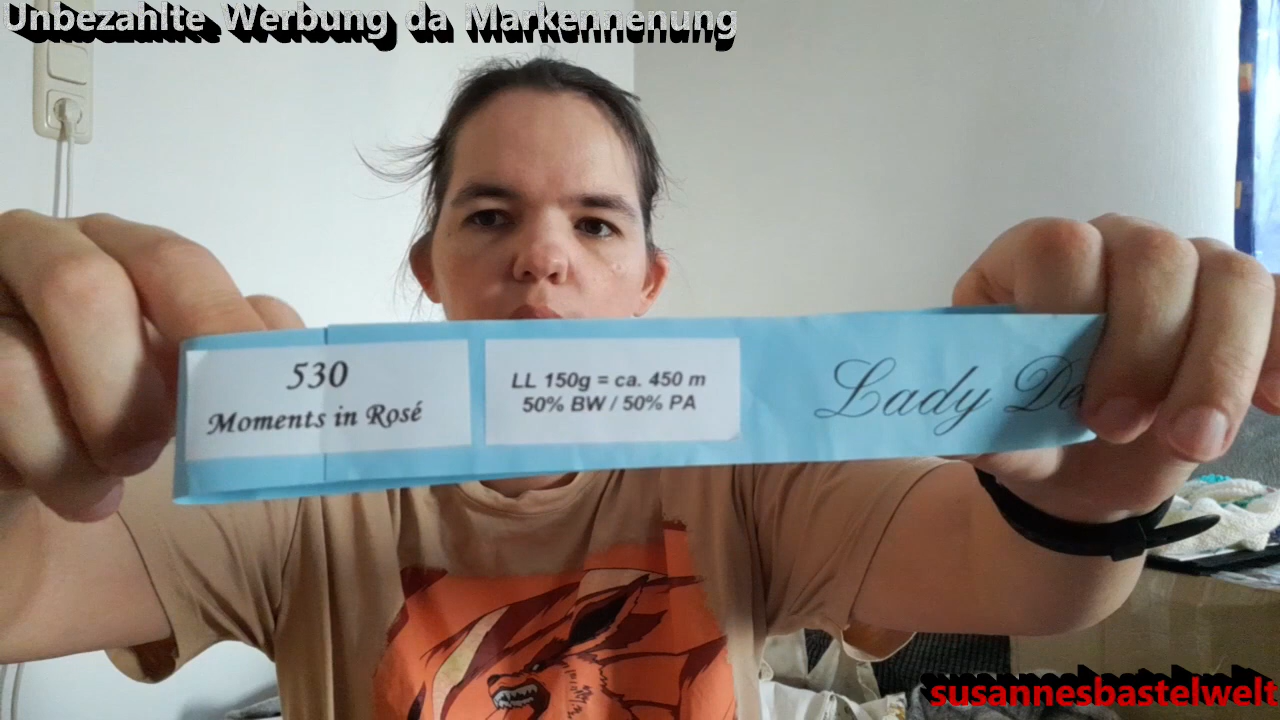 Unbezahlte Werbung da Markennenung
530
Moments in Rosé
LL 150g = ca. 450 m
50% BW / 50% PA
Lady
susannesbastelwelt